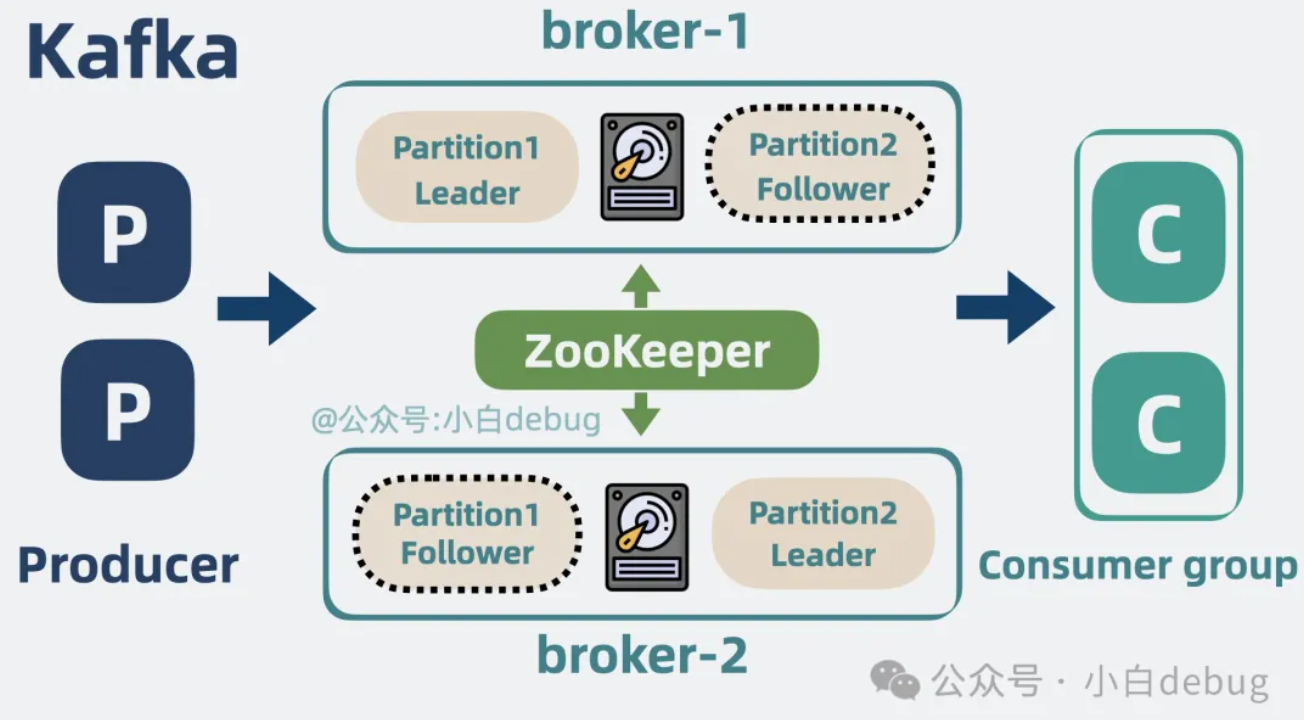 Kafka
broker-1
Partition1
Leader
Partition2
Follower
P
P
Producer
ZooKeeper
@公众号:小白debug
Partition1
Follower
Partition2
Leader
broker-2
C
C
Consumer group
公众号 · 小白debug